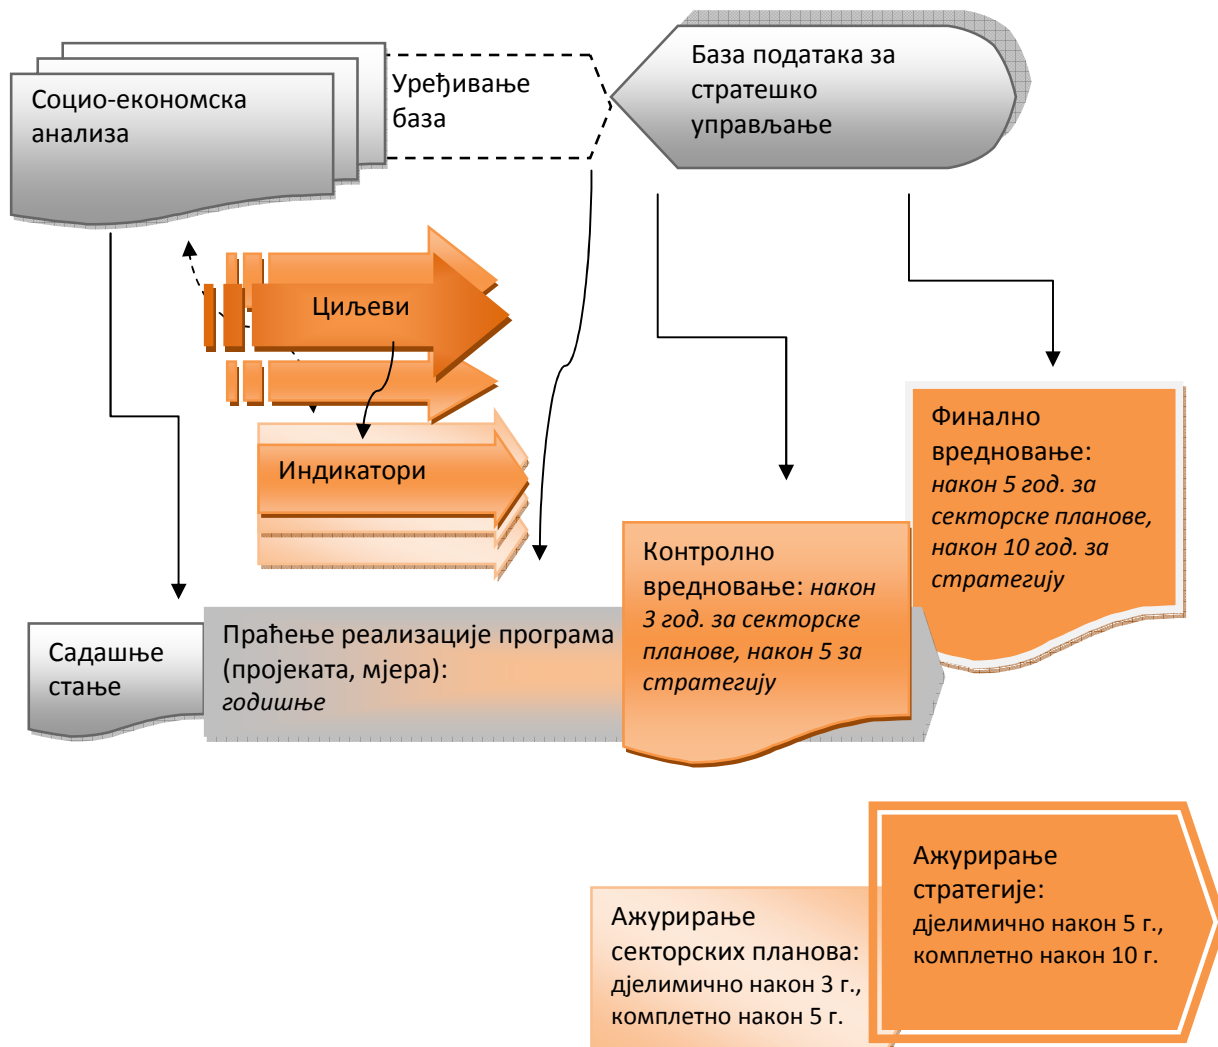 Социо-економска
анализа
Уређивање
база
База података за
стратешко
управљање
Циљеви
Индикатори
Финално
вредновање:
након 5 год. за
секторске планове,
након 10 год. за
стратегију
Контролно
вредновање: након
3 год. за секторске
планове, након 5 за
стратегију
Садашње
стање
Праћење реализације програма
(пројеката, мјера):
годишње
Ажурирање
стратегије:
дјелимично након 5 г.,
комплетно након 10 г.
Ажурирање
секторских планова:
дјелимично након 3 г.,
комплетно након 5 г.